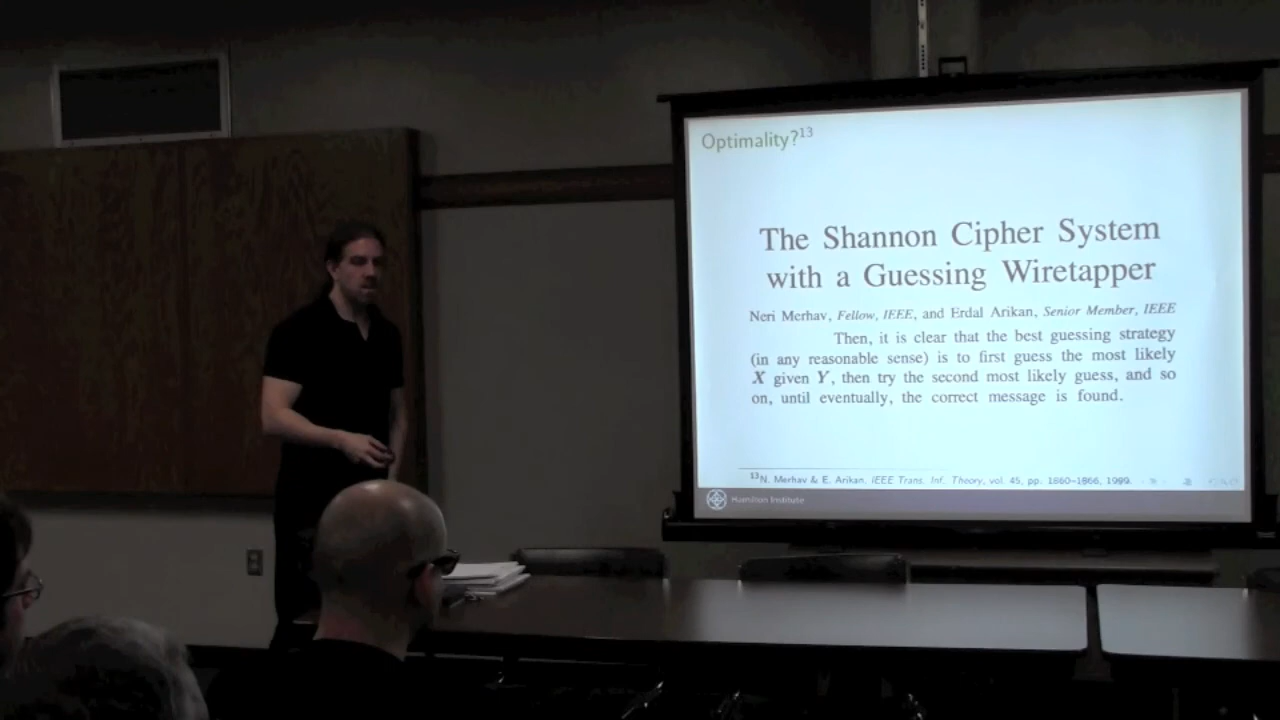 Optimality?13
The Shannon Cipher System
with a Guessing Wiretapper
Neri Merhav, Fellow, IEEE, and Erdal Arikan, Senior Member, IEEE
Then, it is clear that the best guessing strategy
(in any reasonable sense) is to first guess the most likely
X given Y, then try the second most likely guess, and so
on, until eventually, the correct message is found.
13N. Merhav & E. Arikan, IEEE Trans. Inf. Theory, vol. 45, pp. 1860–1866, 1999.
Hamilton Institute